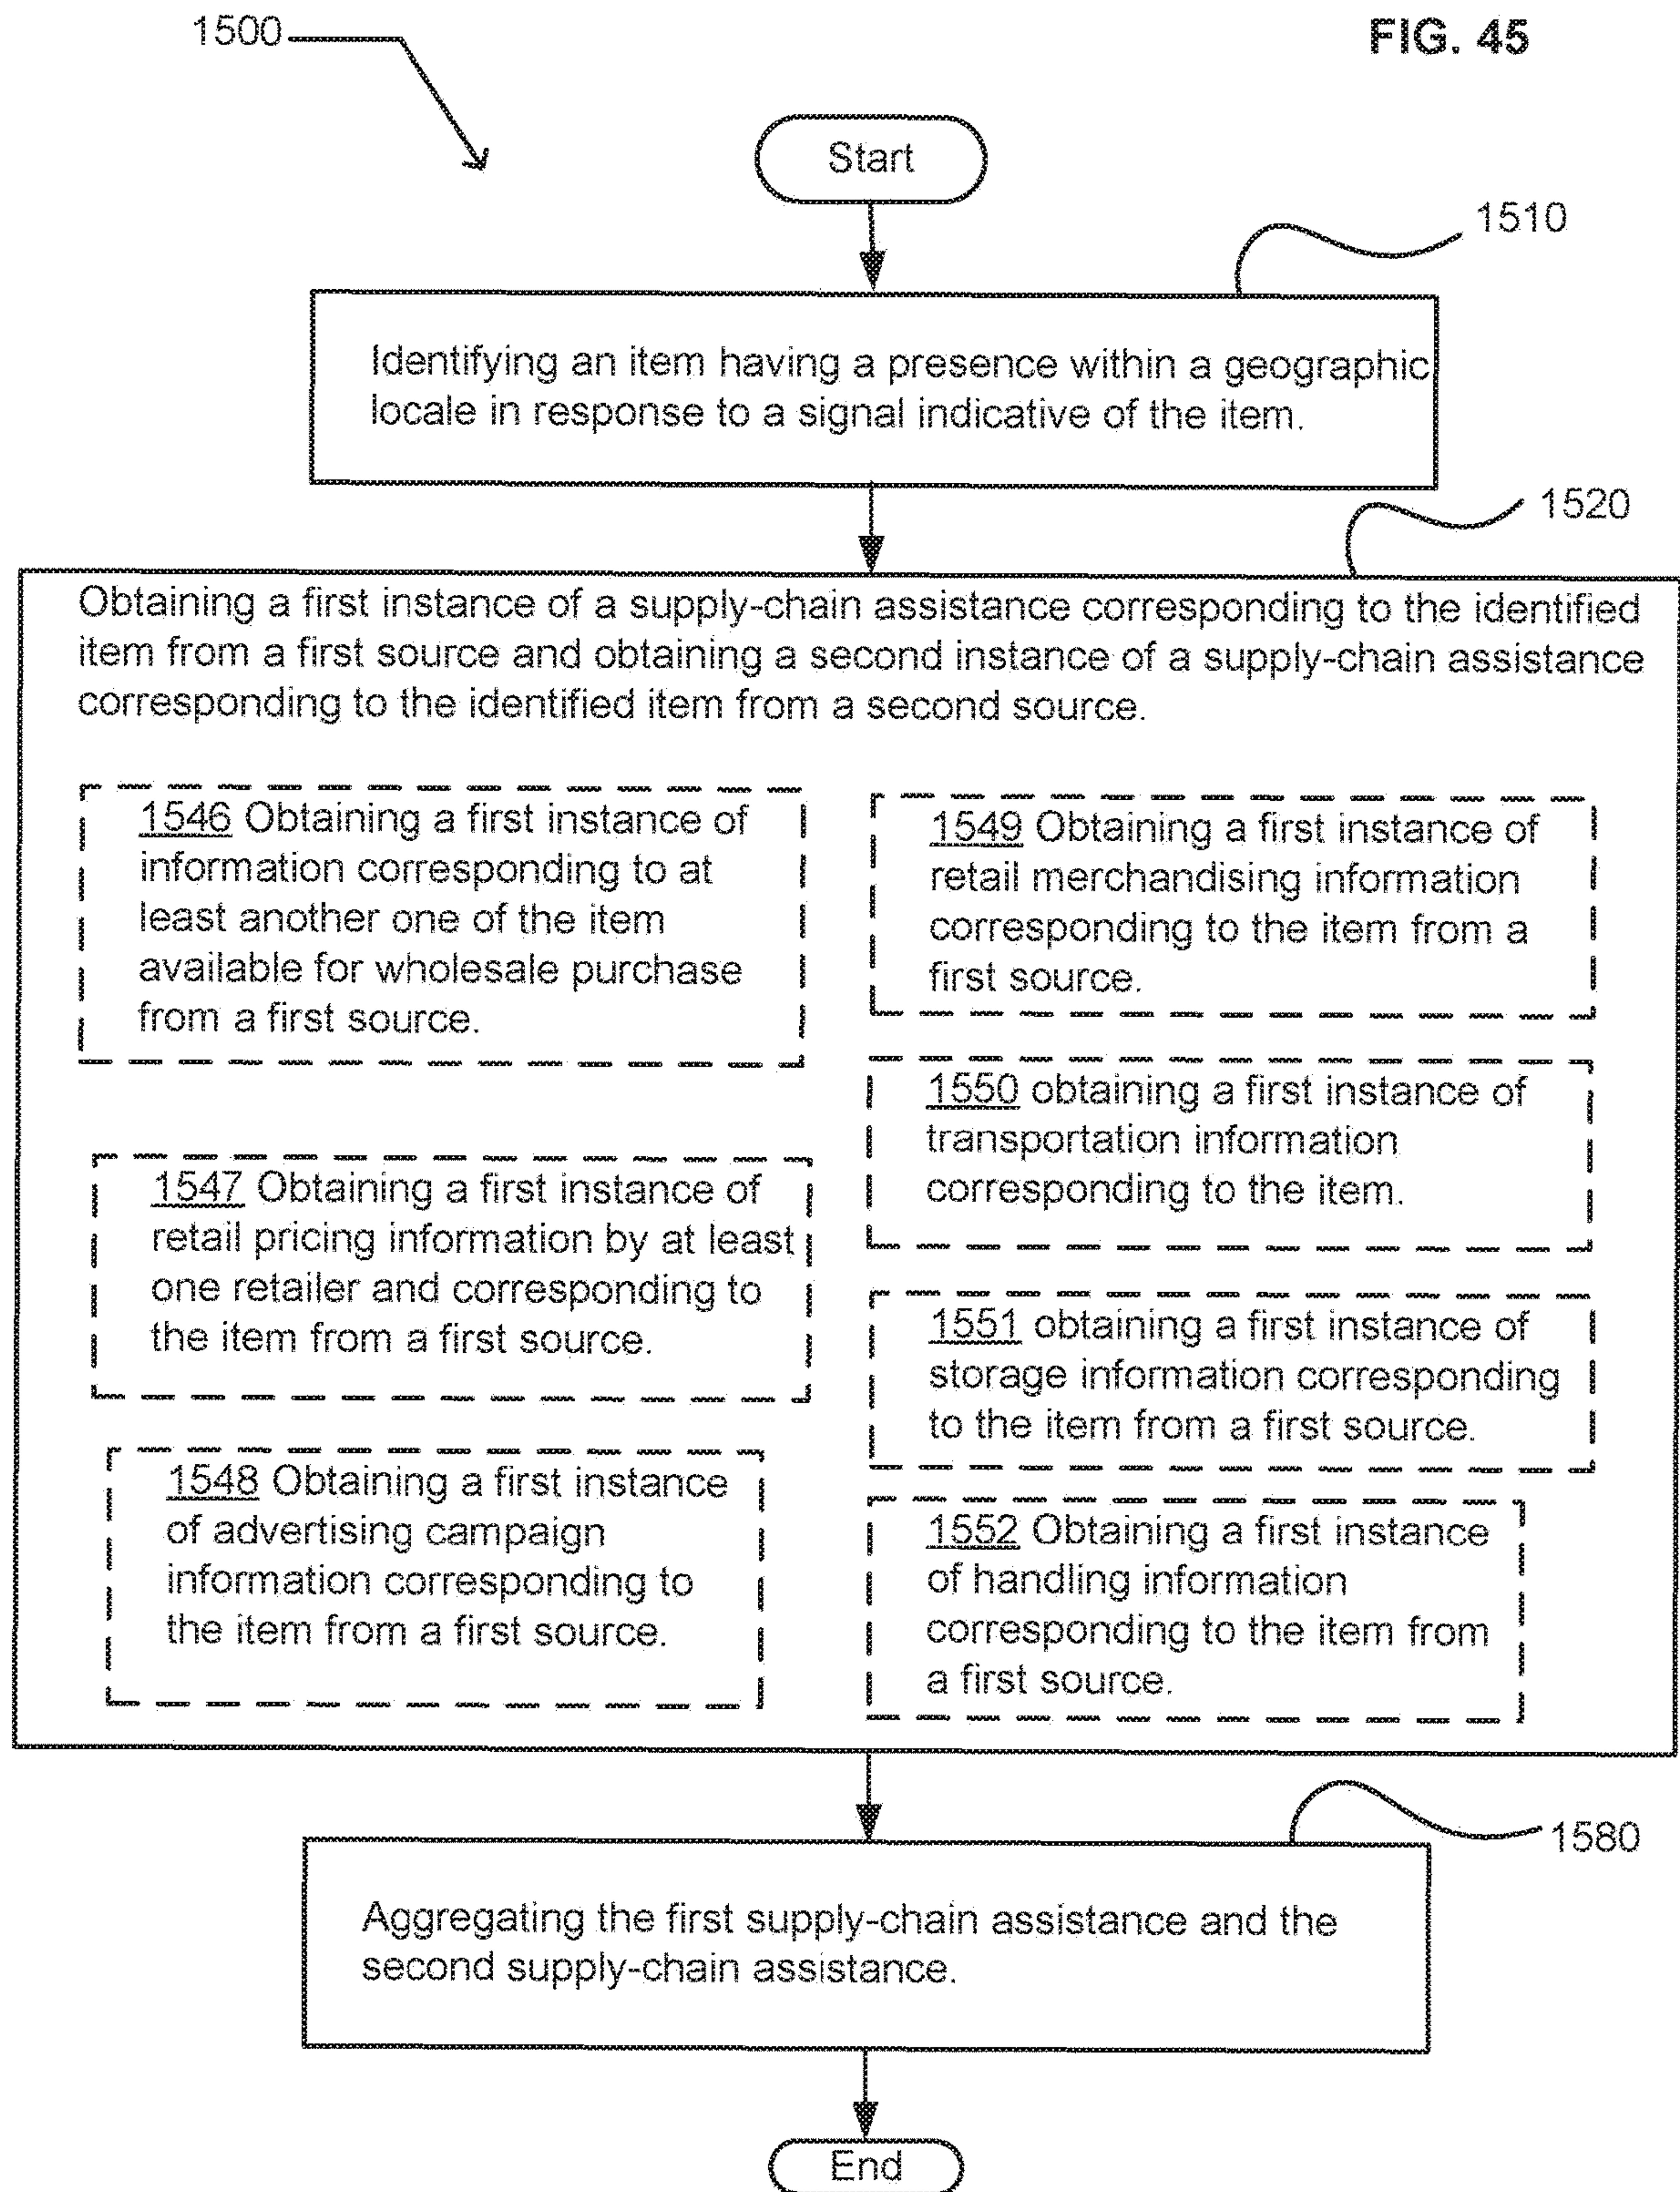 1500
FIG. 45
Start
1510
Identifying an item having a presence within a geographic
locale in response to a signal indicative of the item.
1520
Obtaining a first instance of a supply-chain assistance corresponding to the identified
item from a first source and obtaining a second instance of a supply-chain assistance
corresponding to the identified item from a second source.
1546 Obtaining a first instance of
information corresponding to at
least another one of the item
available for wholesale purchase
from a first source.
1547 Obtaining a first instance of
retail pricing information by at least
one retailer and corresponding to
the item from a first source.
1548 Obtaining a first instance
of advertising campaign
information corresponding to
the item from a first source.
1549 Obtaining a first instance of
retail merchandising information
corresponding to the item from a
first source.
1550 obtaining a first instance of
transportation information
corresponding to the item.
1551 obtaining a first instance of
storage information corresponding
to the item from a first source.
1552 Obtaining a first instance
of handling information
corresponding to the item from
a first source.
1580
Aggregating the first supply-chain assistance and the
second supply-chain assistance.
End